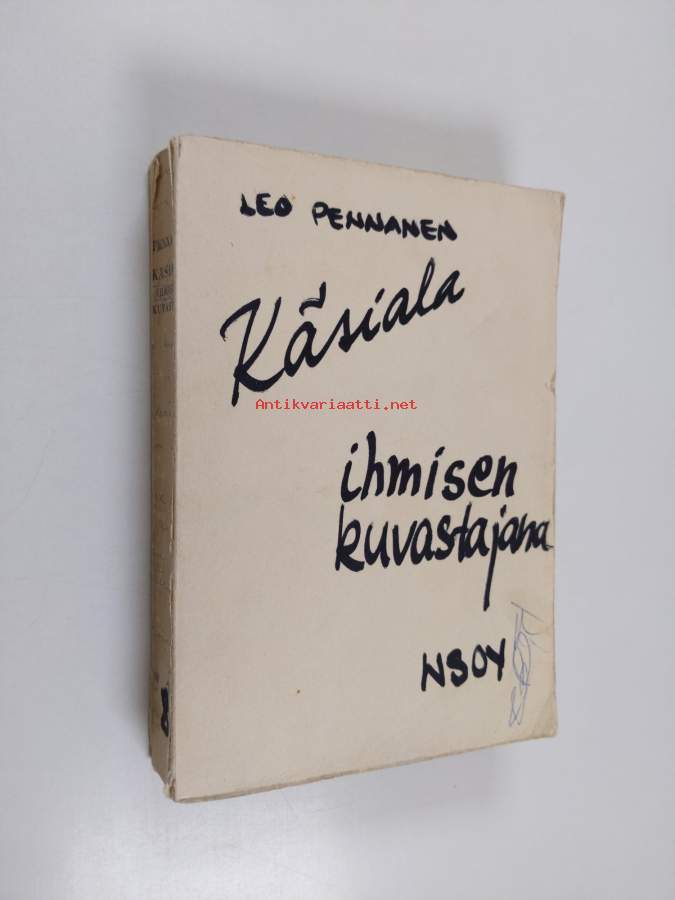 LEO PENNANEN
Käsiala
Antikvariaatti.net
ihmisen
kuvastajana
NSOY